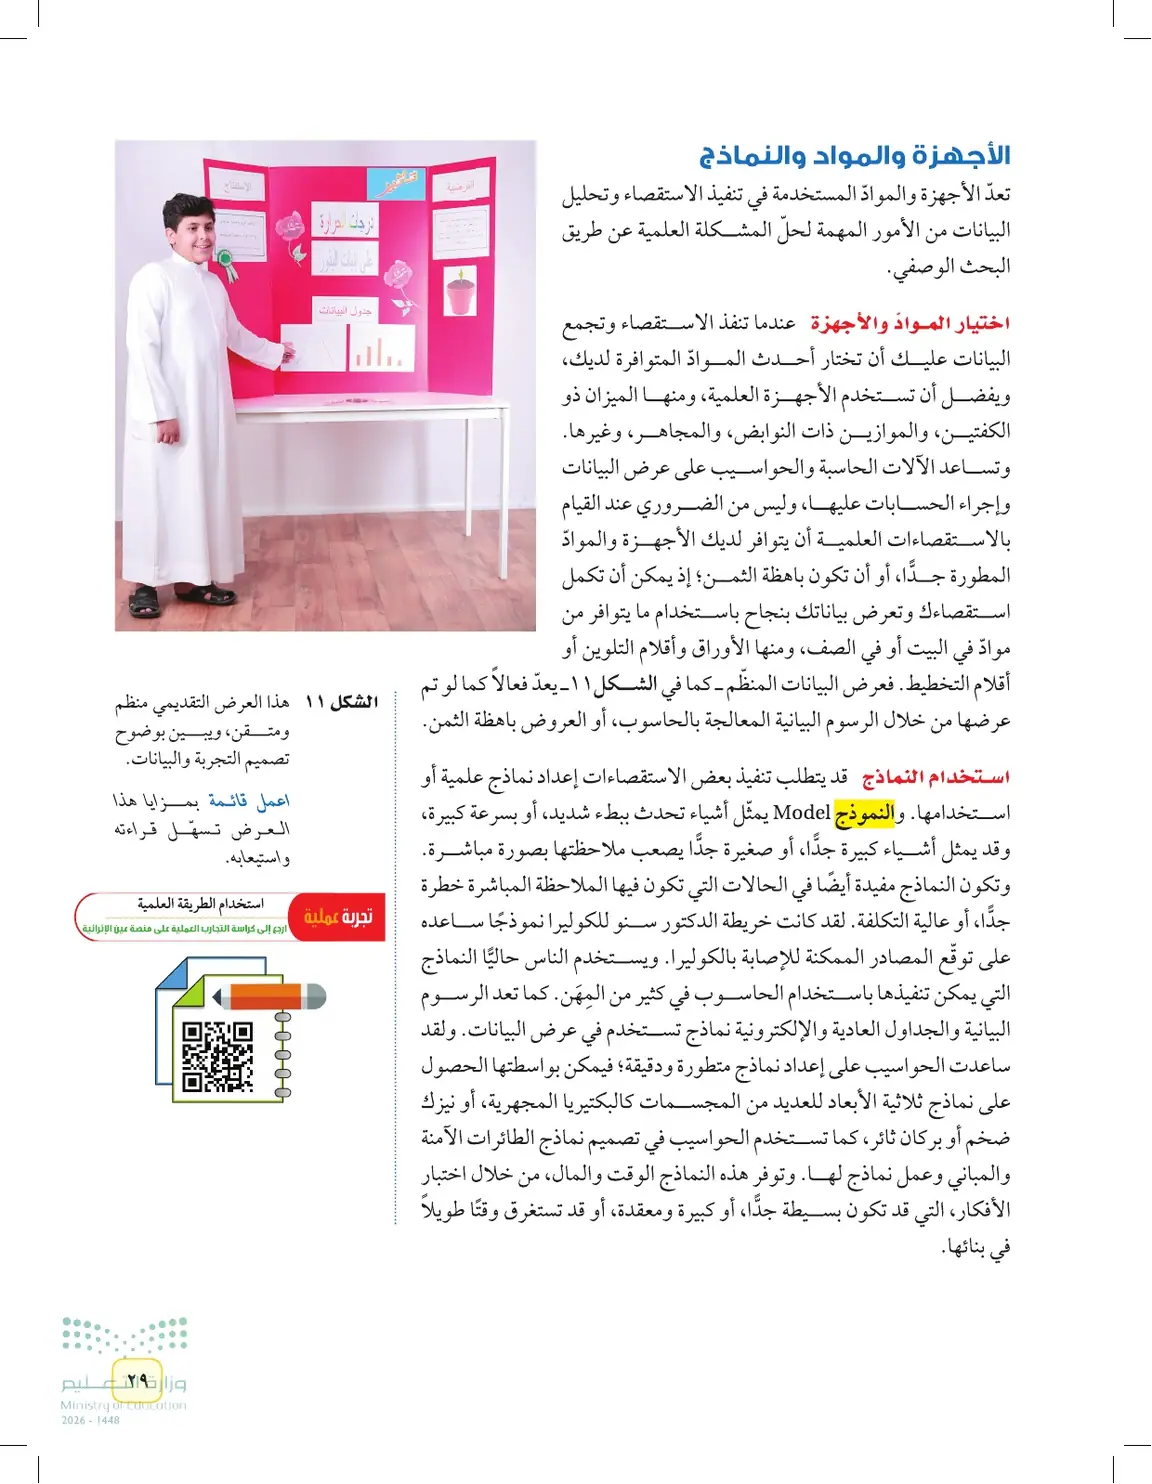 الأجهزة والمواد والنماذج
تعدّ الأجهزة والموادّ المستخدمة في تنفيذ الاستقصاء وتحليل
البيانات من الأمور المهمة لحلّ المشكلة العلمية عن طريق
البحث الوصفي.
اختيار الموادَ والأجهزة عندما تنفذ الاستقصاء وتجمع
البيانات عليك أن تختار أحدث الموادّ المتوافرة لديك،
ويفضل أن تستخدم الأجهزة العلمية، ومنها الميزان ذو
الكفتين، والموازين ذات النوابض، والمجاهر، وغيرها.
وتساعد الآلات الحاسبة والحواسيب على عرض البيانات
وإجراء الحسابات عليها، وليس من الضروري عند القيام
بالاستقصاءات العلمية أن يتوافر لديك الأجهزة والموادّ
المطورة جدًّا، أو أن تكون باهظة الثمن؛ إذ يمكن أن تكمل
استقصاءك وتعرض بياناتك بنجاح باستخدام ما يتوافر من
موادّ في البيت أو في الصف، ومنها الأوراق وأقلام التلوين أو
أقلام التخطيط. فعرض البيانات المنظّم ـ كما في الشكل ١١ ـ يعدّ فعالاً كما لو تم
عرضها من خلال الرسوم البيانية المعالجة بالحاسوب، أو العروض باهظة الثمن.
استخدام النماذج قد يتطلب تنفيذ بعض الاستقصاءات إعداد نماذج علمية أو
استخدامها. والنموذج Model يمثّل أشياء تحدث ببطء شديد، أو بسرعة كبيرة،
وقد يمثل أشياء كبيرة جدًّا، أو صغيرة جدًّا يصعب ملاحظتها بصورة مباشرة.
وتكون النماذج مفيدة أيضًا في الحالات التي تكون فيها الملاحظة المباشرة خطرة
جدًّا، أو عالية التكلفة. لقد كانت خريطة الدكتور سنو للكوليرا نموذجًا ساعده
على توقّع المصادر الممكنة للإصابة بالكوليرا. ويستخدم الناس حاليًّا النماذج
التي يمكن تنفيذها باستخدام الحاسوب في كثير من المِهَن. كما تعد الرسوم
البيانية والجداول العادية والإلكترونية نماذج تستخدم في عرض البيانات. ولقد
ساعدت الحواسيب على إعداد نماذج متطورة ودقيقة؛ فيمكن بواسطتها الحصول
على نماذج ثلاثية الأبعاد للعديد من المجسمات كالبكتيريا المجهرية، أو نيزك
ضخم أو بركان ثائر، كما تستخدم الحواسيب في تصميم نماذج الطائرات الآمنة
والمباني وعمل نماذج لها. وتوفر هذه النماذج الوقت والمال، من خلال اختبار
الأفكار، التي قد تكون بسيطة جدًّا، أو كبيرة ومعقدة، أو قد تستغرق وقتًا طويلاً
في بنائها.
الفرضية
درجات الحرارة
على إنبات البذور
جدول البيانات
الشكل ١١ هذا العرض التقديمي منظم
ومتقن، ويبين بوضوح
تصميم التجربة والبيانات.
اعمل قائمة بمزايا هذا
العرض تسهّل قراءته
واستيعابه.
تجربة عملية
استخدام الطريقة العلمية
ارجع إلى كراسة التجارب العملية على منصة عين الإثرائية
وزارة التعليم
Ministry of Education
2026 - 1448
٢٩